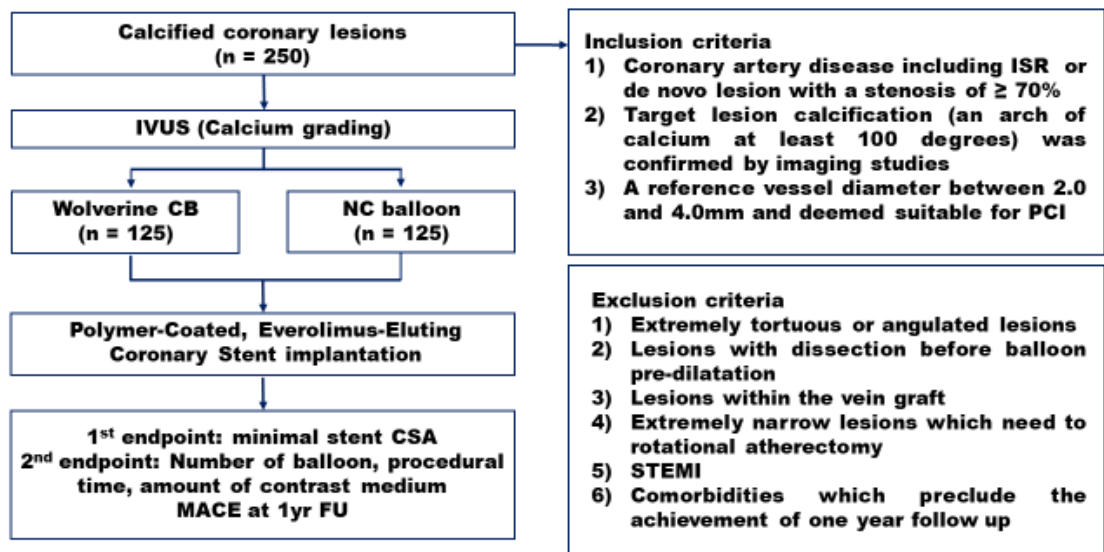 Calcified coronary lesions
(n = 250)
IVUS (Calcium grading)
Wolverine CB
(n = 125)
NC balloon
(n = 125)
Polymer-Coated, Everolimus-Eluting
Coronary Stent implantation
1st endpoint: minimal stent CSA
2nd endpoint: Number of balloon, procedural
time, amount of contrast medium
MACE at 1yr FU
Inclusion criteria
1) Coronary artery disease including ISR or
de novo lesion with a stenosis of ≥ 70%
2) Target lesion calcification (an arch of
calcium at least 100 degrees) was
confirmed by imaging studies
3) A reference vessel diameter between 2.0
and 4.0mm and deemed suitable for PCI
Exclusion criteria
1) Extremely tortuous or angulated lesions
2) Lesions with dissection before balloon
pre-dilatation
3) Lesions within the vein graft
4) Extremely narrow lesions which need to
rotational atherectomy
5) STEMI
6) Comorbidities which preclude the
achievement of one year follow up